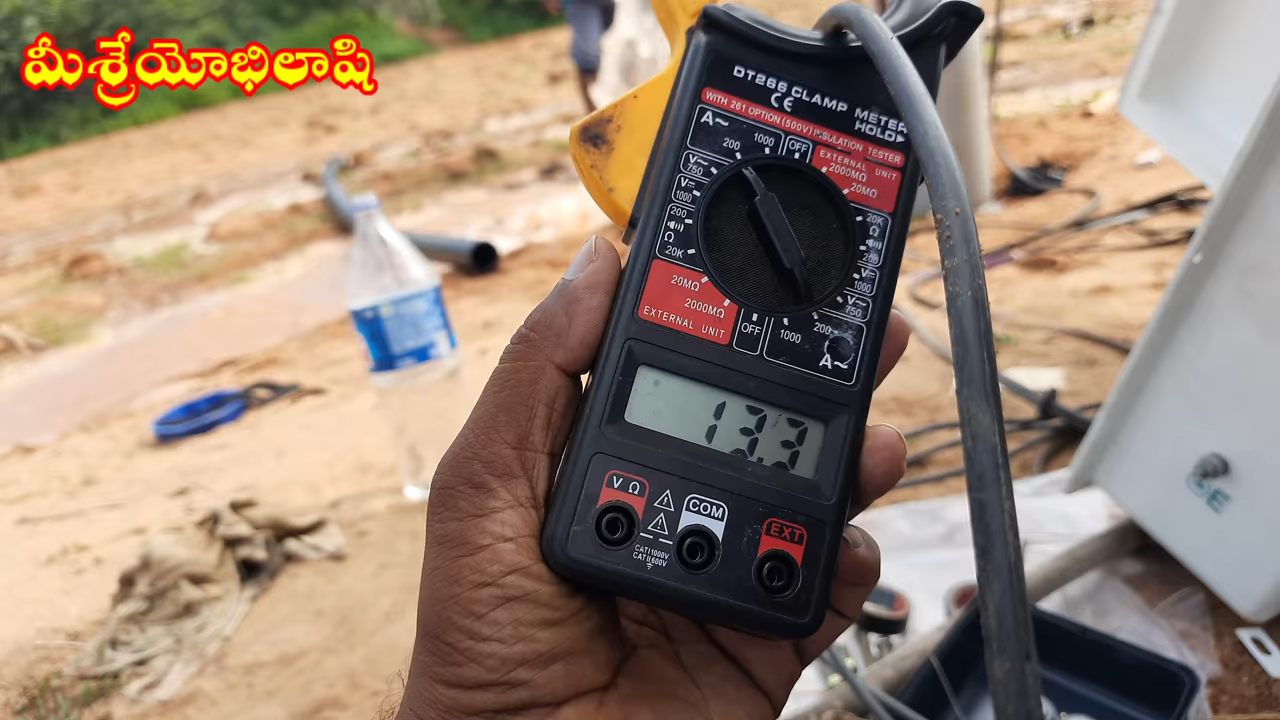 మీశ్రేయోభిలాషి
DT266 CLAMP METER
CE
HOLD▶
WITH 261 OPTION (500V) INSULATION TESTER
A~
200
1000
OFF
EXTERNAL UNIT
2000MΩ
20MΩ
V~
750
V⎓
1000
200
Ω
20K
20K
Ω
200
V⎓
1000
V~
750
20MΩ
2000MΩ
EXTERNAL UNIT
OFF
1000
200
A~
13.3
V Ω
COM
EXT
CAT I 1000V
CAT II 600V